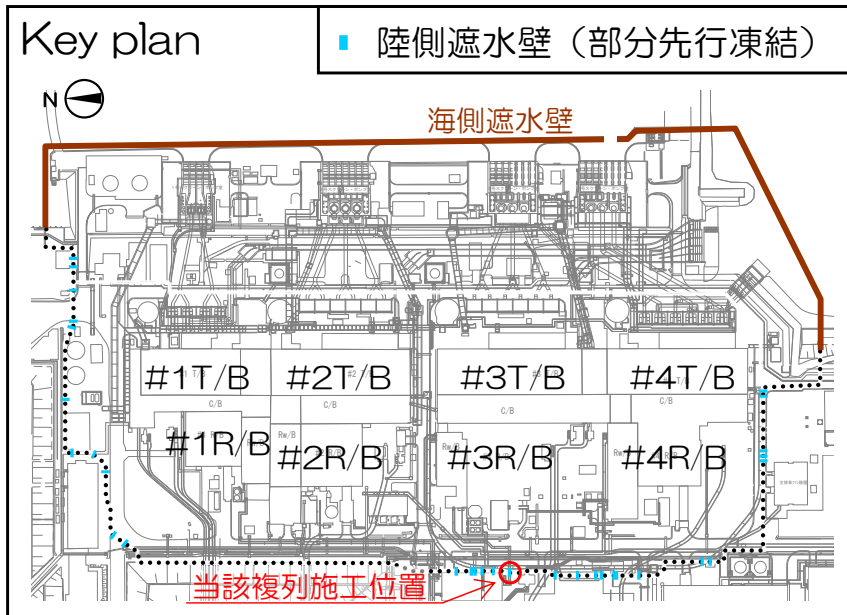 Key plan
陸側遮水壁（部分先行凍結）
N
海側遮水壁
#1T/B
#2T/B
#3T/B
#4T/B
C/B
C/B
C/B
C/B
#1R/B
#2R/B
#3R/B
#4R/B
Rw/B
当該複列施工位置